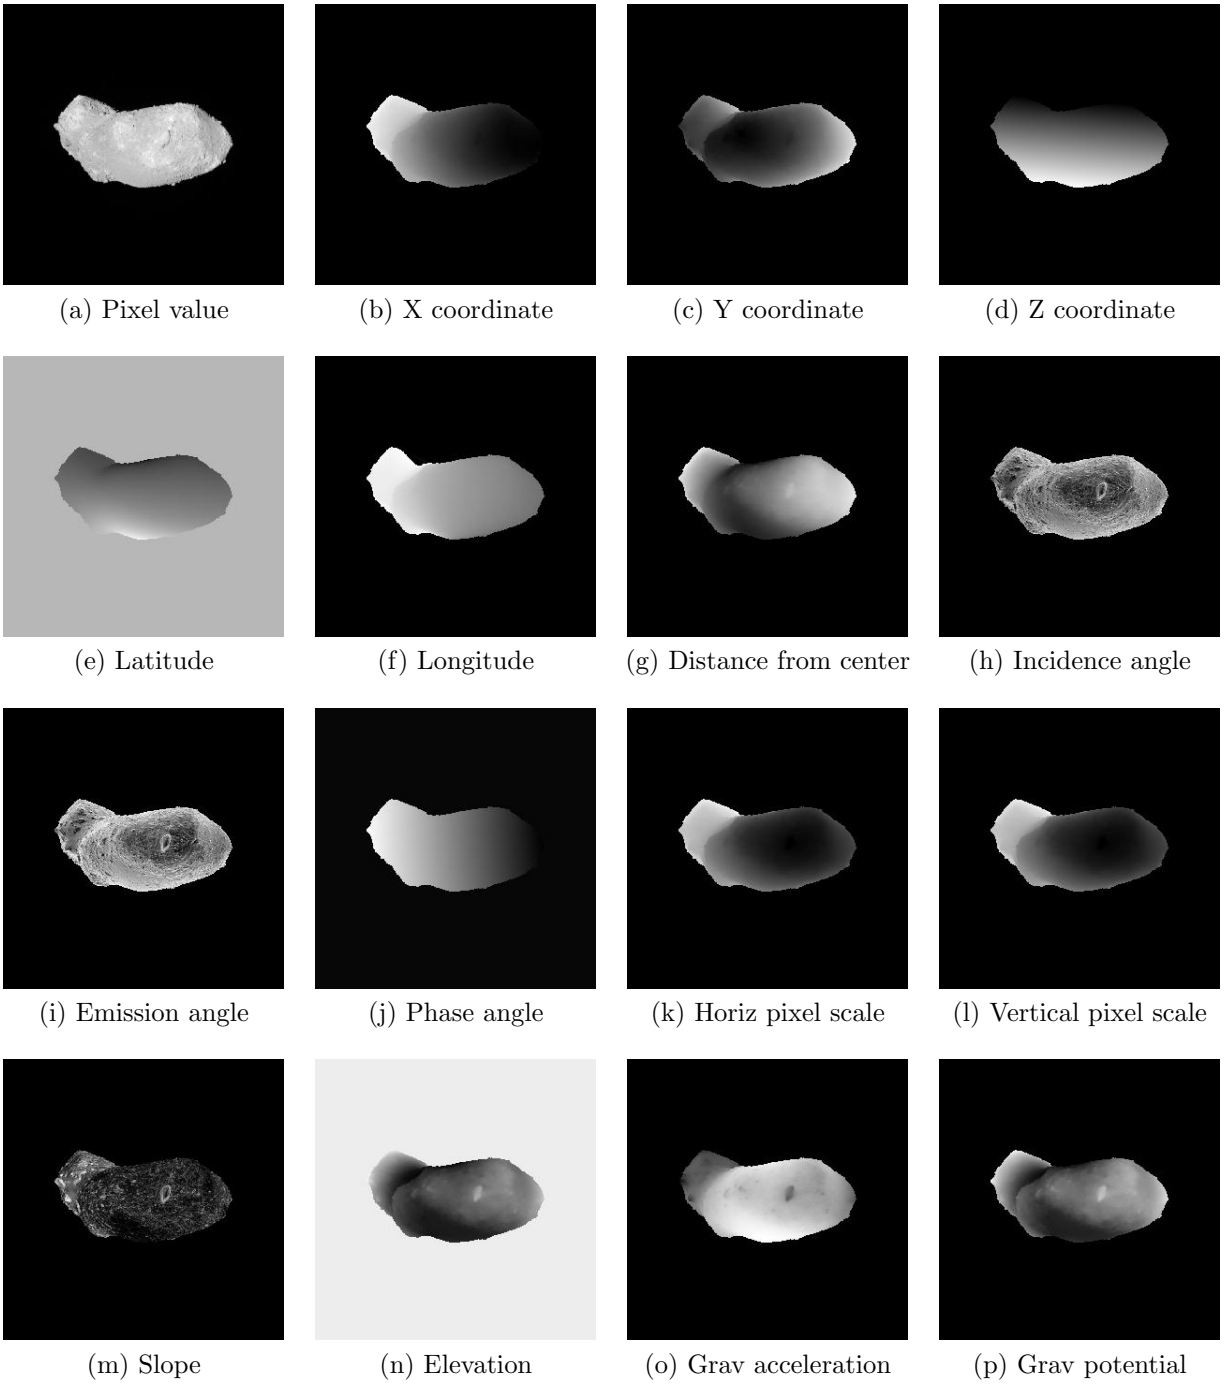 (a) Pixel value
(b) X coordinate
(c) Y coordinate
(d) Z coordinate
(e) Latitude
(f) Longitude
(g) Distance from center
(h) Incidence angle
(i) Emission angle
(j) Phase angle
(k) Horiz pixel scale
(l) Vertical pixel scale
(m) Slope
(n) Elevation
(o) Grav acceleration
(p) Grav potential